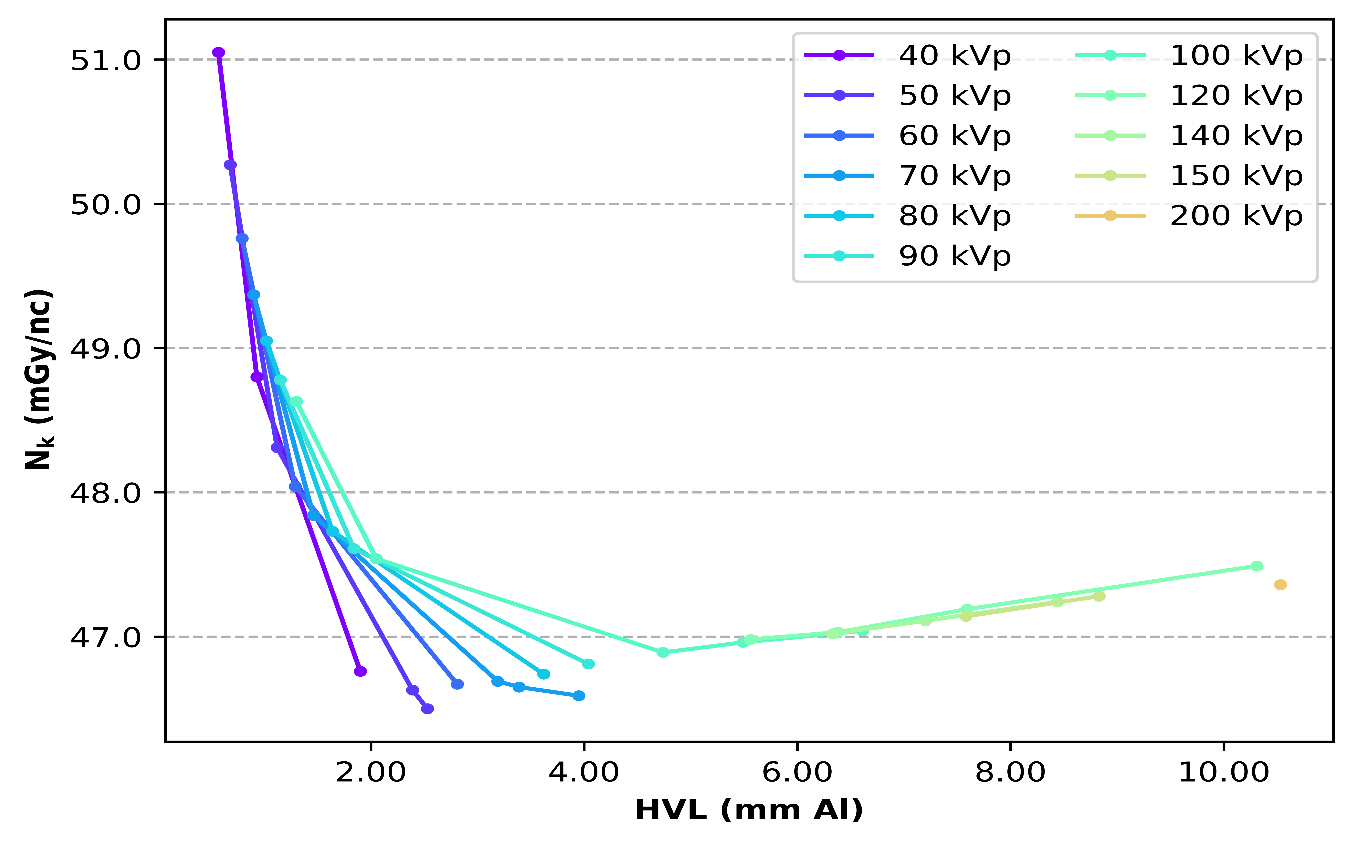 51.0
50.0
49.0
48.0
47.0
Nk (mGy/nc)
40 kVp
50 kVp
60 kVp
70 kVp
80 kVp
90 kVp
100 kVp
120 kVp
140 kVp
150 kVp
200 kVp
2.00 4.00 6.00 8.00 10.00
HVL (mm Al)